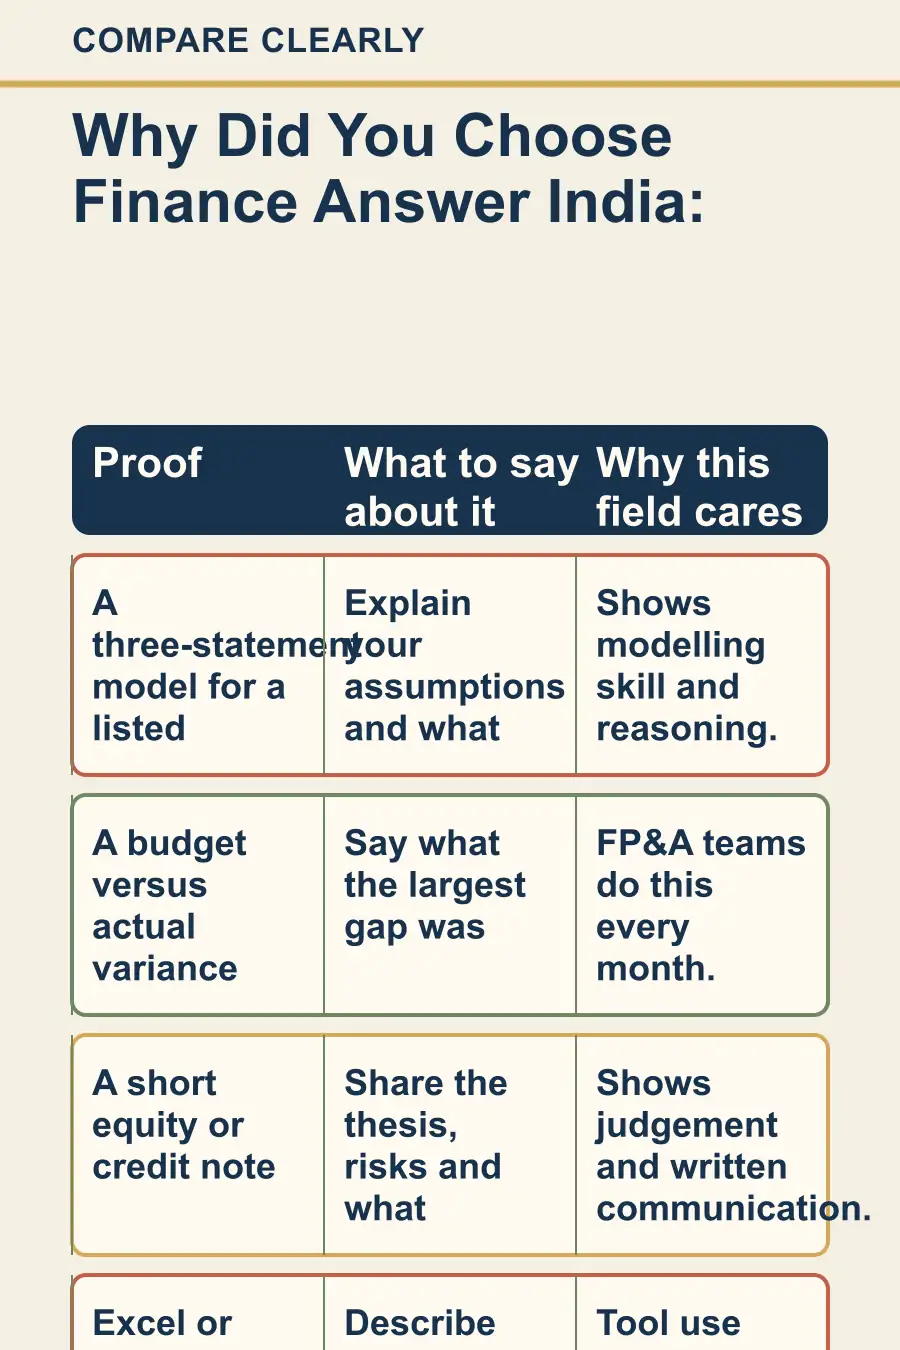 COMPARE CLEARLY
Why Did You Choose
Finance Answer India:
Proof
What to say
about it
Why this
field cares
A
three-statement
model for a
listed
Explain
your
assumptions
and what
Shows
modelling
skill and
reasoning.
A budget
versus
actual
variance
Say what
the largest
gap was
FP&A teams
do this
every
month.
A short
equity or
credit note
Share the
thesis,
risks and
what
Shows
judgement
and written
communication.
Excel or
Describe
Tool use